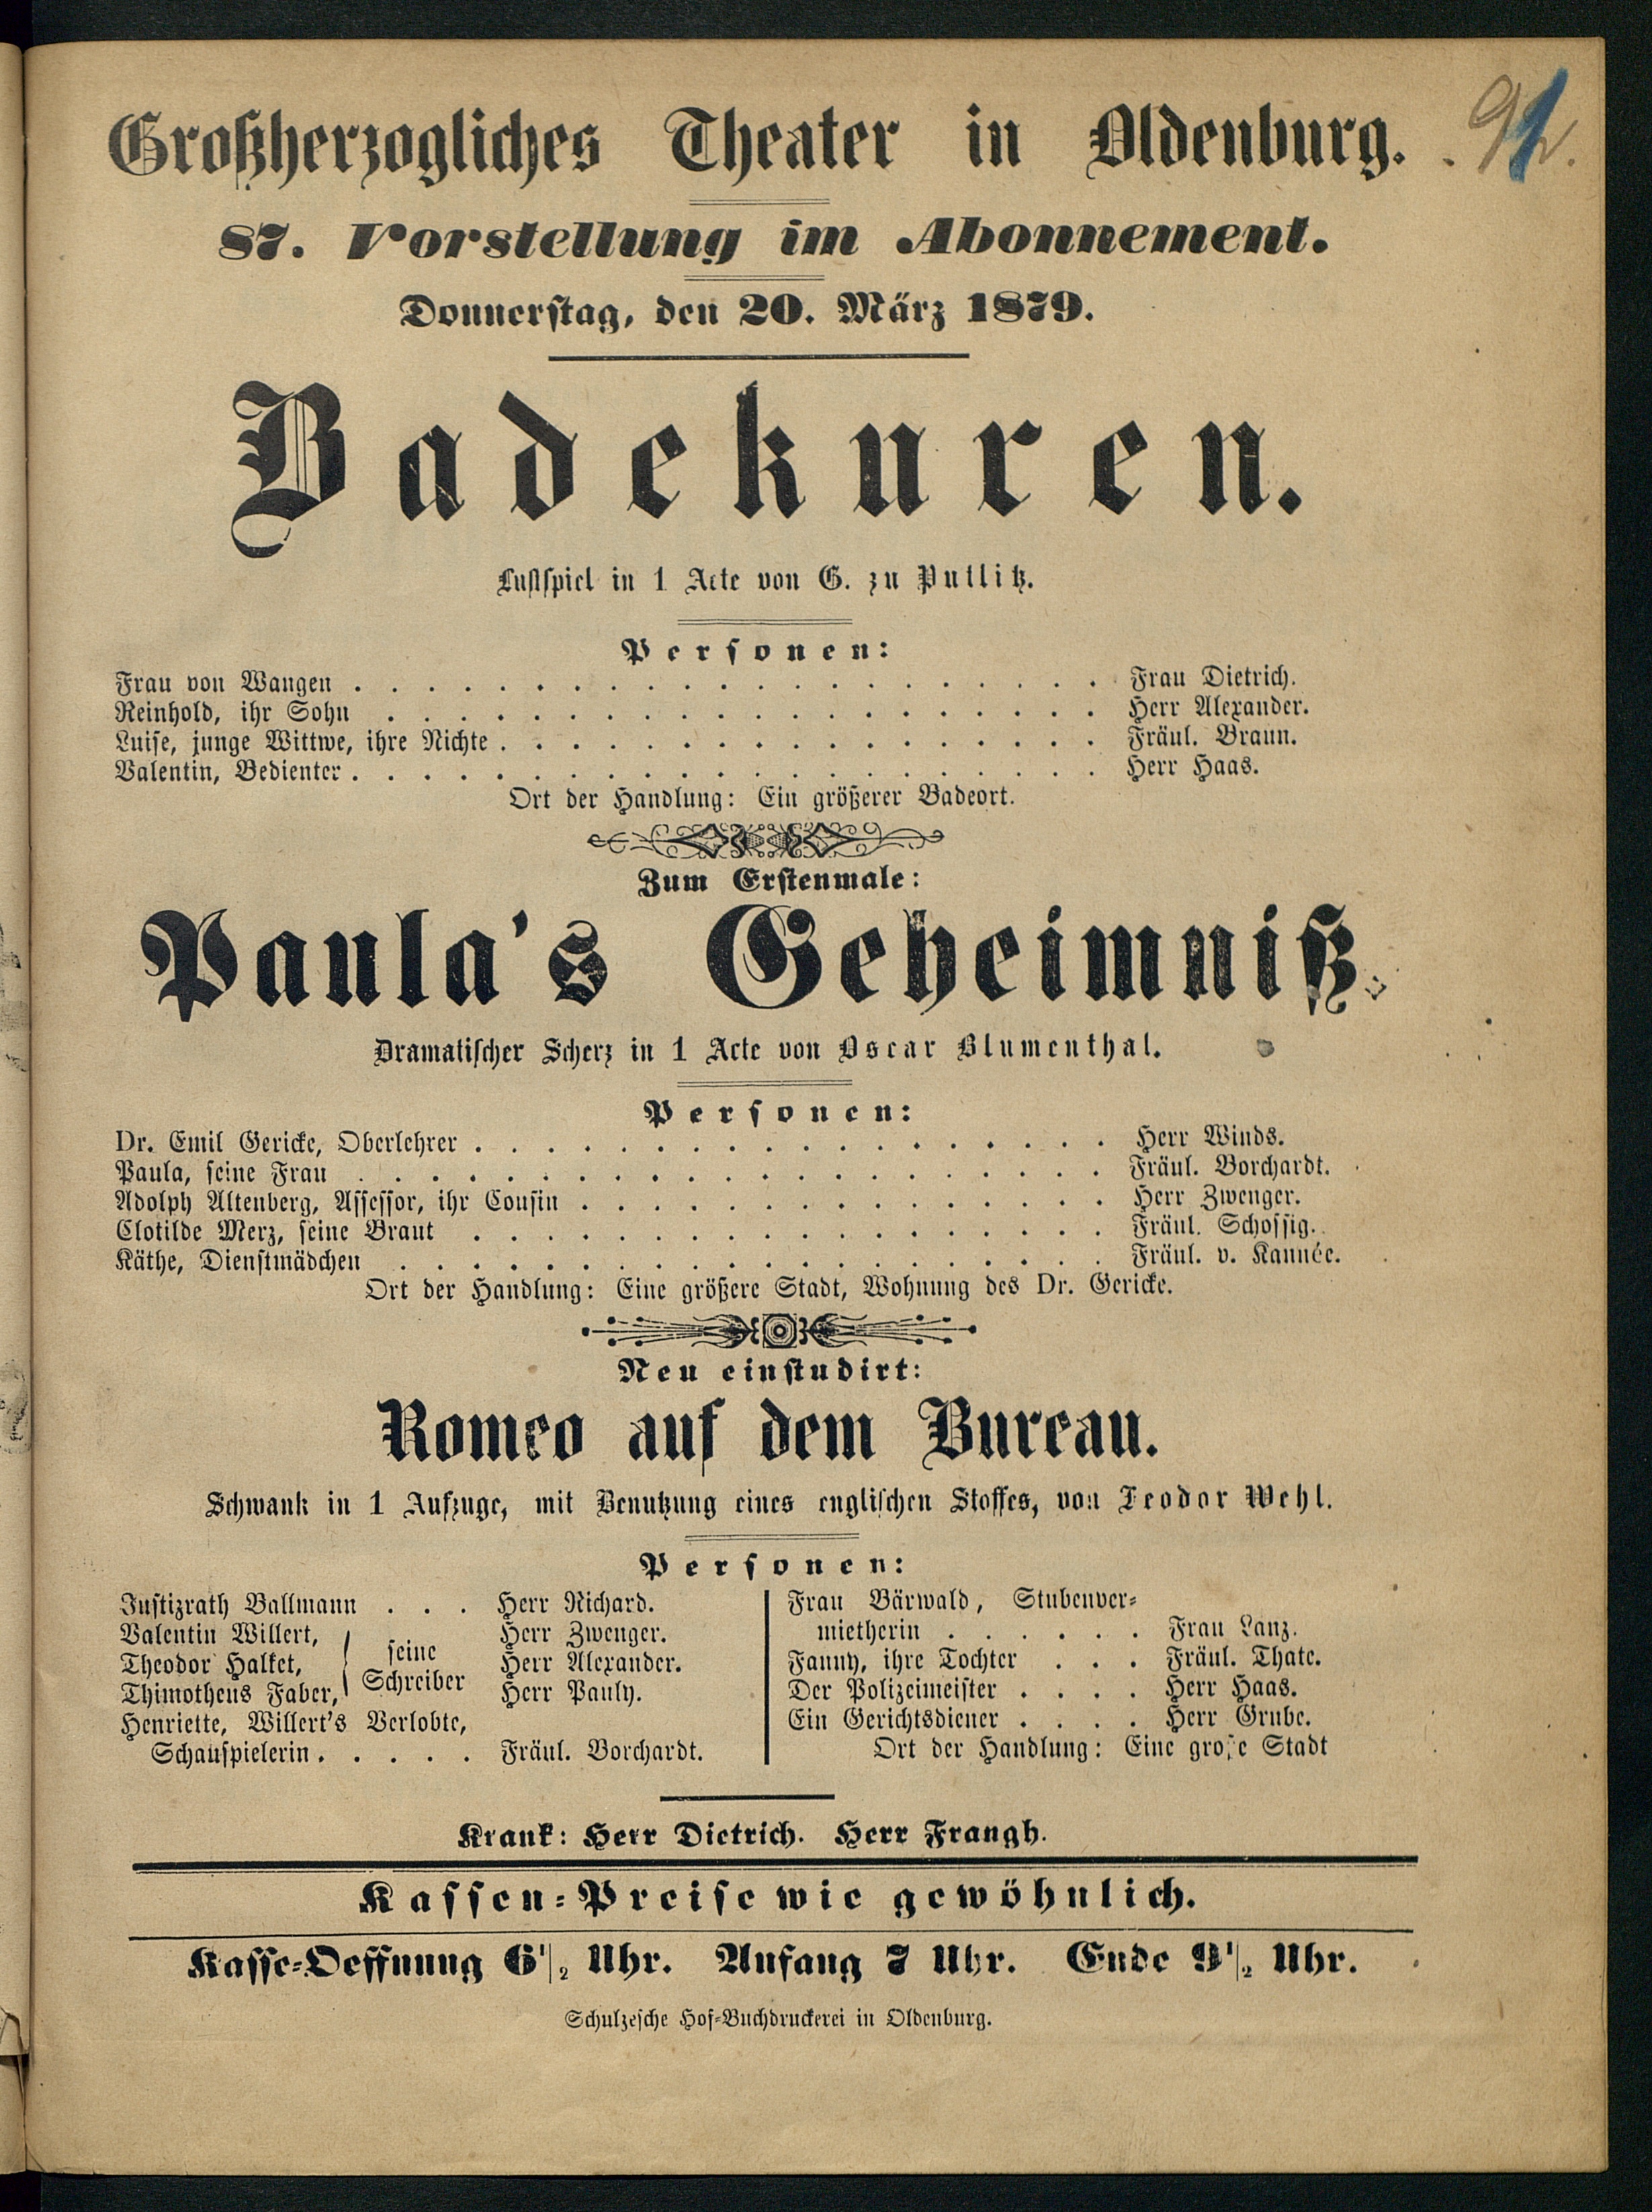 Großherzogliches Theater in Oldenburg.
87. Vorstellung im Abonnement.
Donnerstag, den 20. März 1879.
Badekuren.
Lustspiel in 1 Acte von G. zu Putlitz.
Personen:
Frau von Wangen . . . . . . . . . . . . . . . . . . . . . Frau Dietrich.
Reinhold, ihr Sohn . . . . . . . . . . . . . . . . . . . . Herr Alexander.
Luise, junge Wittwe, ihre Nichte . . . . . . . . . . . . . . . . . Fräul. Braun.
Valentin, Bedienter . . . . . . . . . . . . . . . . . . . . . Herr Haas.
Ort der Handlung: Ein größerer Badeort.
Zum Erstenmale:
Paula's Geheimniß.
Dramatischer Scherz in 1 Acte von Oscar Blumenthal.
Personen:
Dr. Emil Gericke, Oberlehrer . . . . . . . . . . . . . . . . . . Herr Winds.
Paula, seine Frau . . . . . . . . . . . . . . . . . . . . . Fräul. Borchardt.
Adolph Altenberg, Assessor, ihr Cousin . . . . . . . . . . . . . . . Herr Zwenger.
Clotilde Merz, seine Braut . . . . . . . . . . . . . . . . . . Fräul. Schossig.
Käthe, Dienstmädchen . . . . . . . . . . . . . . . . . . . . Fräul. v. Kannée.
Ort der Handlung: Eine größere Stadt, Wohnung des Dr. Gericke.
Neu einstudirt:
Romeo auf dem Bureau.
Schwank in 1 Aufzuge, mit Benutzung eines englischen Stoffes, von Feodor Wehl.
Personen:
Justizrath Ballmann . . . Herr Richard.
Valentin Willert, Herr Zwenger.
Theodor Halket, seine Schreiber Herr Alexander.
Thimotheus Faber, Herr Pauly.
Henriette, Willert's Verlobte,
Schauspielerin . . . . . Fräul. Borchardt.
Frau Bärwald, Stubenver-
mietherin . . . . . . Frau Lanz.
Fanny, ihre Tochter . . . Fräul. Thate.
Der Polizeimeister . . . . Herr Haas.
Ein Gerichtsdiener . . . . Herr Grube.
Ort der Handlung: Eine große Stadt
Krank: Herr Dietrich. Herr Frangh.
Kassen-Preise wie gewöhnlich.
Kasse-Oeffnung 6 1/2 Uhr. Anfang 7 Uhr. Ende 9 1/2 Uhr.
Schulzesche Hof-Buchdruckerei in Oldenburg.